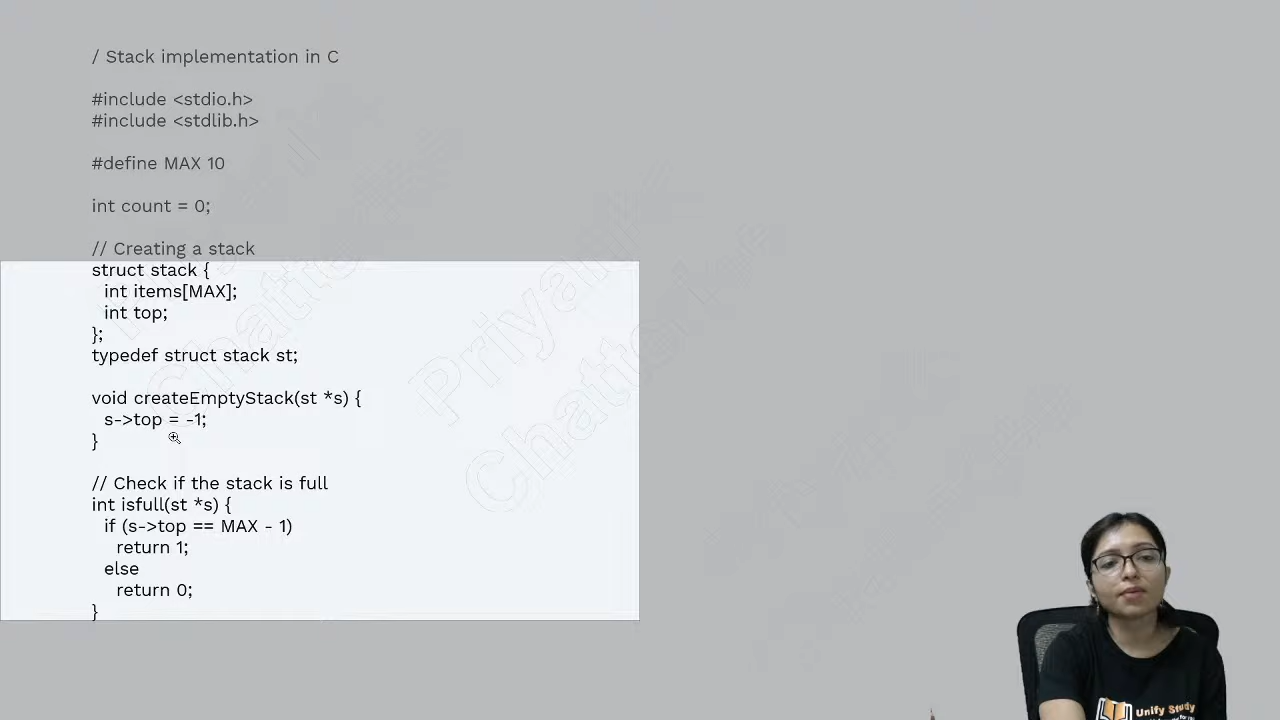 / Stack implementation in C
#include <stdio.h>
#include <stdlib.h>
#define MAX 10
int count = 0;
// Creating a stack
struct stack {
int items[MAX];
int top;
};
typedef struct stack st;
void createEmptyStack(st *s) {
s->top = -1;
}
// Check if the stack is full
int isfull(st *s) {
if (s->top == MAX - 1)
return 1;
else
return 0;
}
Unify Study